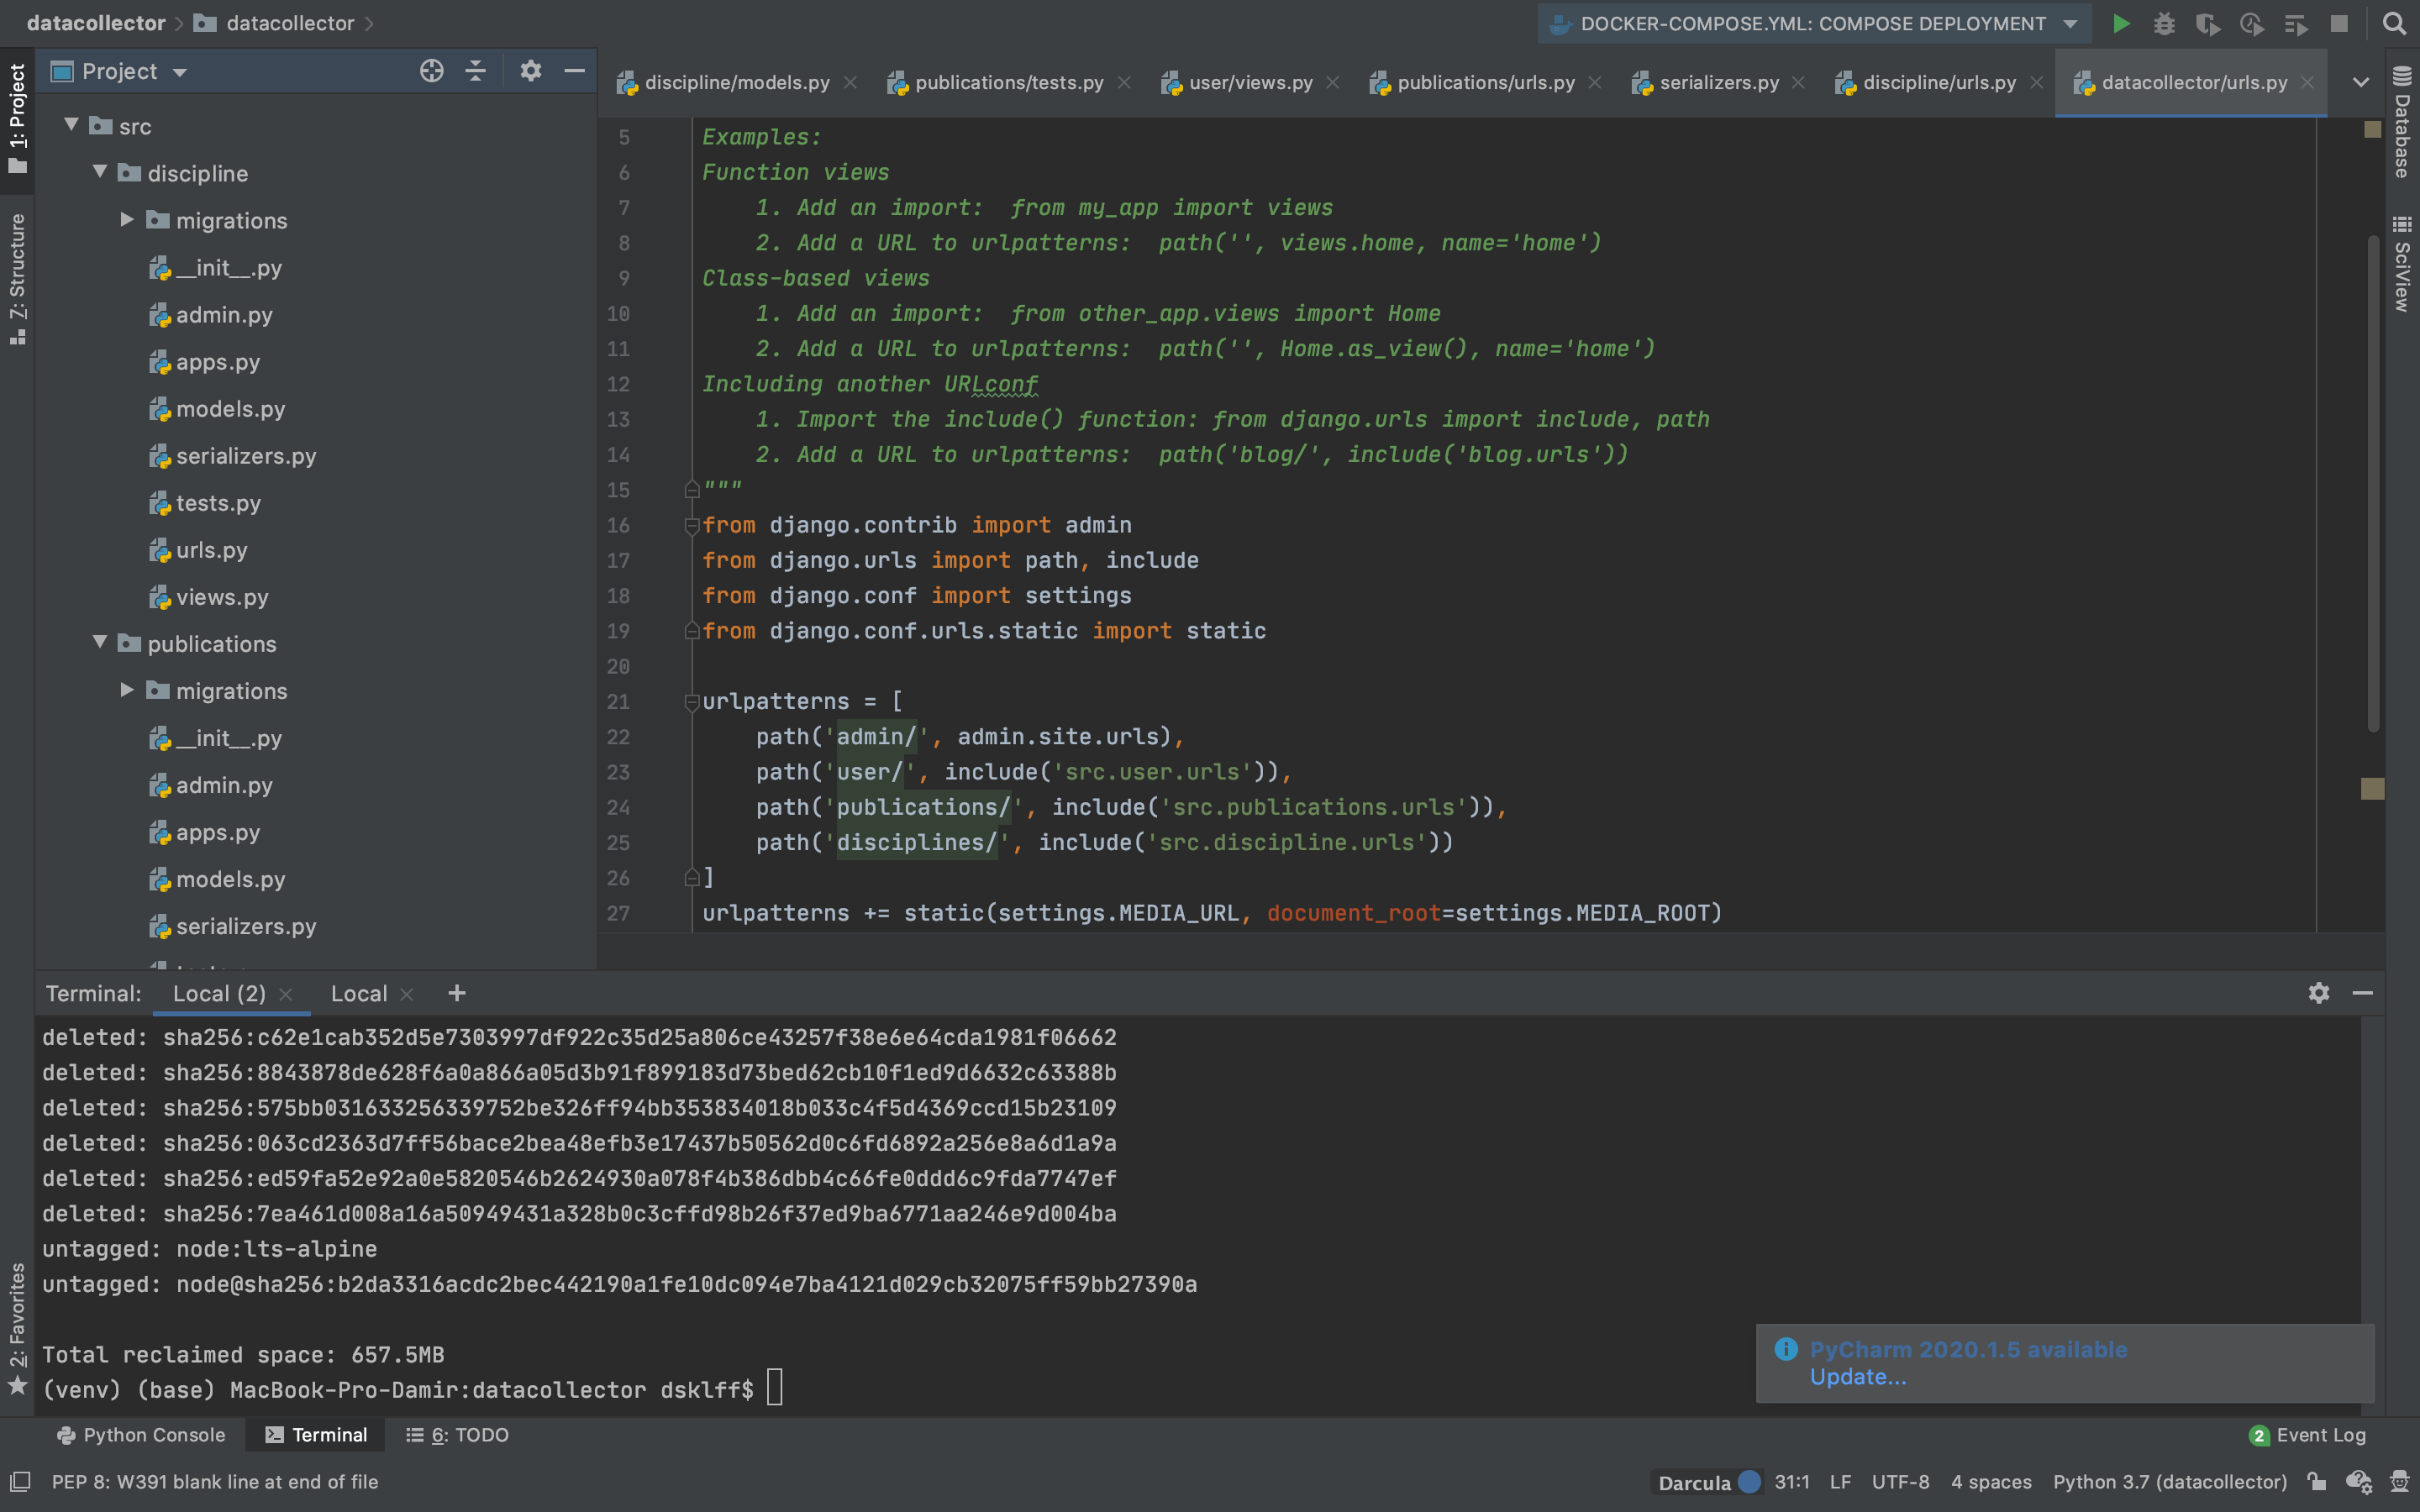 datacollector
datacollector
DOCKER-COMPOSE.YML: COMPOSE DEPLOYMENT
Project
discipline/models.py
publications/tests.py
user/views.py
publications/urls.py
serializers.py
discipline/urls.py
datacollector/urls.py
1: Project
7: Structure
2: Favorites
Database
SciView
src
discipline
migrations
__init__.py
admin.py
apps.py
models.py
serializers.py
tests.py
urls.py
views.py
publications
migrations
__init__.py
admin.py
apps.py
models.py
serializers.py
5 Examples:
6 Function views
7     1. Add an import:  from my_app import views
8     2. Add a URL to urlpatterns:  path('', views.home, name='home')
9 Class-based views
10     1. Add an import:  from other_app.views import Home
11     2. Add a URL to urlpatterns:  path('', Home.as_view(), name='home')
12 Including another URLconf
13     1. Import the include() function: from django.urls import include, path
14     2. Add a URL to urlpatterns:  path('blog/', include('blog.urls'))
15 """
16 from django.contrib import admin
17 from django.urls import path, include
18 from django.conf import settings
19 from django.conf.urls.static import static
20
21 urlpatterns = [
22     path('admin/', admin.site.urls),
23     path('user/', include('src.user.urls')),
24     path('publications/', include('src.publications.urls')),
25     path('disciplines/', include('src.discipline.urls'))
26 ]
27 urlpatterns += static(settings.MEDIA_URL, document_root=settings.MEDIA_ROOT)
Terminal: Local (2) Local +
deleted: sha256:c62e1cab352d5e7303997df922c35d25a806ce43257f38e6e64cda1981f06662
deleted: sha256:8843878de628f6a0a866a05d3b91f899183d73bed62cb10f1ed9d6632c63388b
deleted: sha256:575bb031633256339752be326ff94bb353834018b033c4f5d4369ccd15b23109
deleted: sha256:063cd2363d7ff56bace2bea48efb3e17437b50562d0c6fd6892a256e8a6d1a9a
deleted: sha256:ed59fa52e92a0e5820546b2624930a078f4b386dbb4c66fe0ddd6c9fda7747ef
deleted: sha256:7ea461d008a16a50949431a328b0c3cffd98b26f37ed9ba6771aa246e9d004ba
untagged: node:lts-alpine
untagged: node@sha256:b2da3316acdc2bec442190a1fe10dc094e7ba4121d029cb32075ff59bb27390a
Total reclaimed space: 657.5MB
(venv) (base) MacBook-Pro-Damir:datacollector dsklff$
PyCharm 2020.1.5 available
Update...
Python Console
Terminal
6: TODO
2 Event Log
PEP 8: W391 blank line at end of file
Darcula
31:1
LF
UTF-8
4 spaces
Python 3.7 (datacollector)